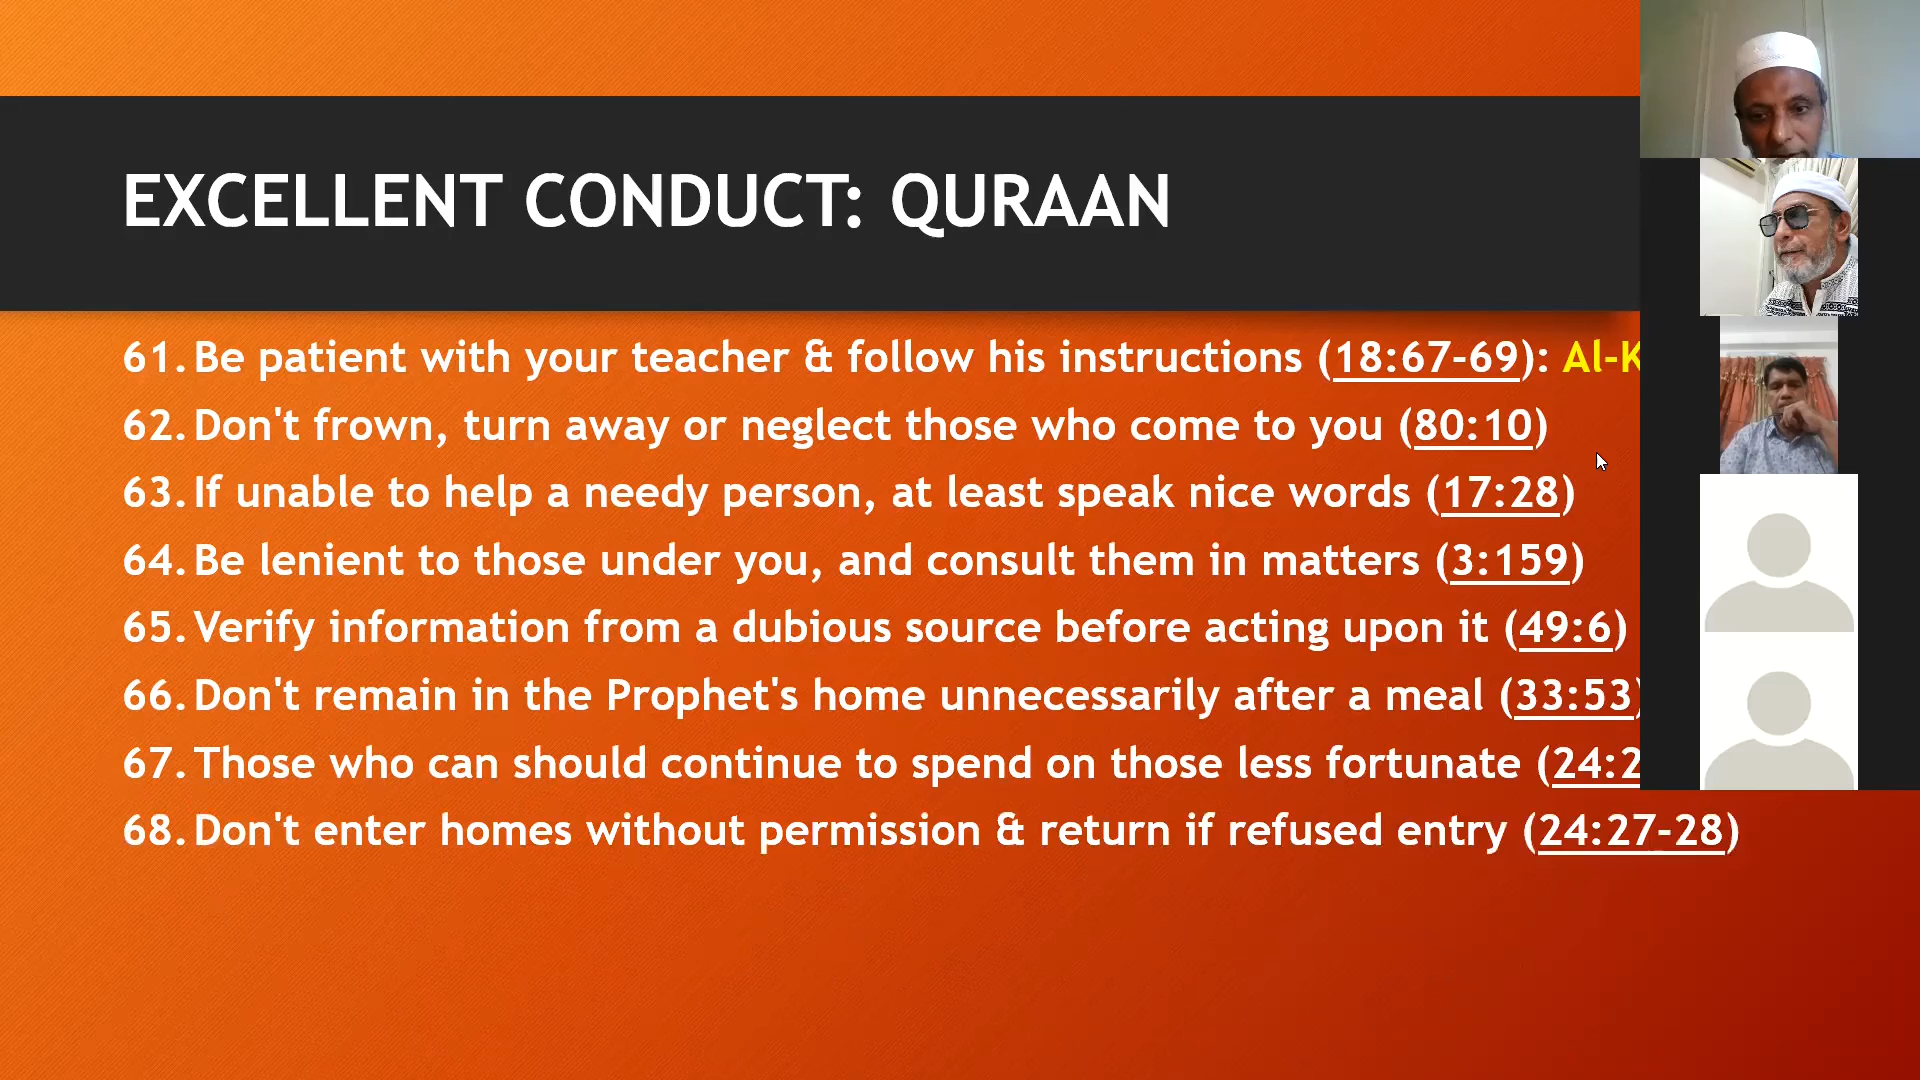 EXCELLENT CONDUCT: QURAAN
61. Be patient with your teacher & follow his instructions (18:67-69): Al-K
62. Don't frown, turn away or neglect those who come to you (80:10)
63. If unable to help a needy person, at least speak nice words (17:28)
64. Be lenient to those under you, and consult them in matters (3:159)
65. Verify information from a dubious source before acting upon it (49:6)
66. Don't remain in the Prophet's home unnecessarily after a meal (33:53)
67. Those who can should continue to spend on those less fortunate (24:2
68. Don't enter homes without permission & return if refused entry (24:27-28)